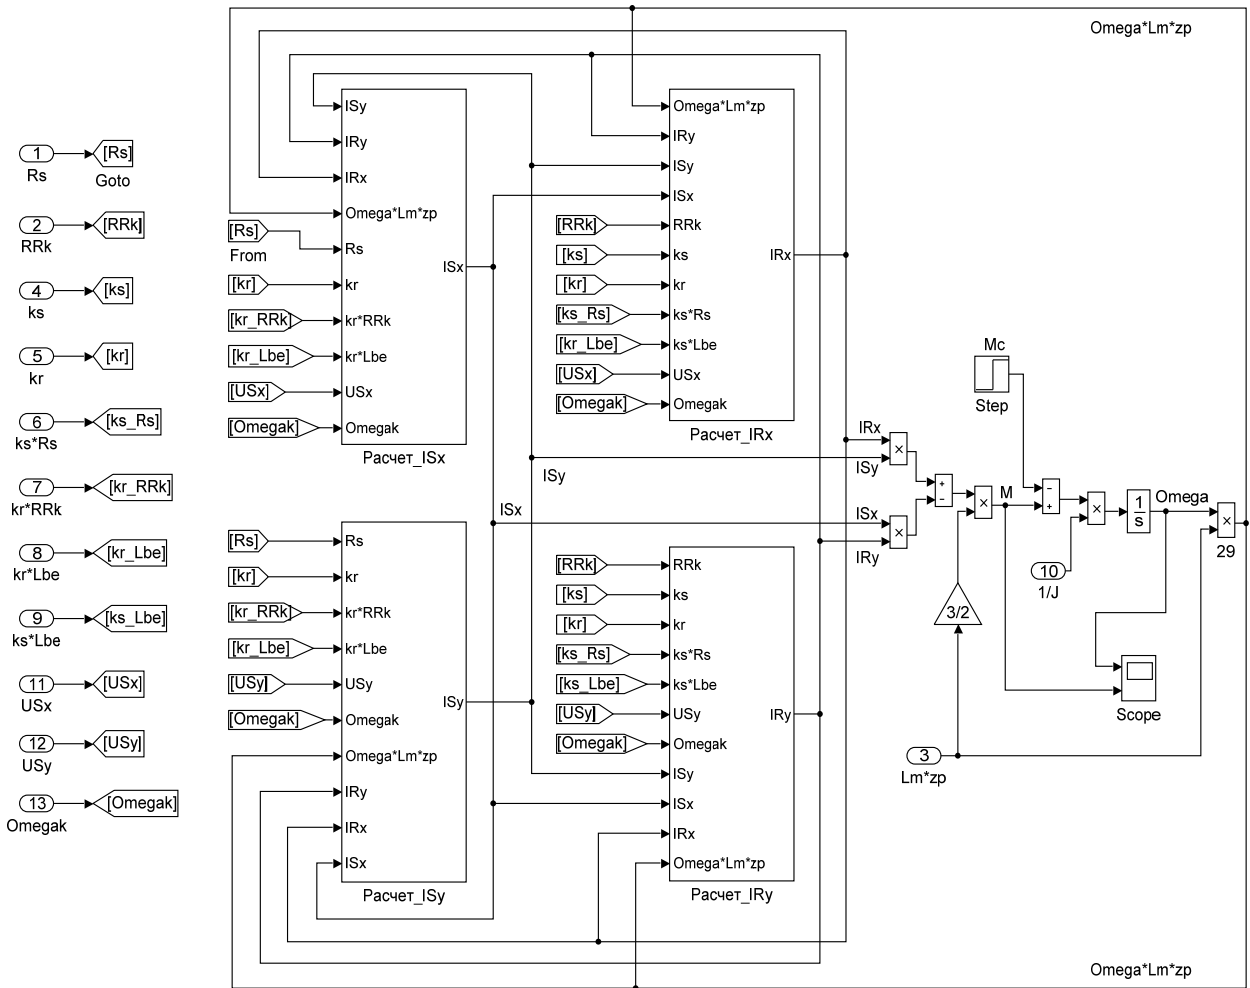 Omega*Lm*zp
1
Rs
[Rs]
Goto
2
RRk
[RRk]
4
ks
[ks]
5
kr
[kr]
6
ks*Rs
[ks_Rs]
7
kr*RRk
[kr_RRk]
8
kr*Lbe
[kr_Lbe]
9
ks*Lbe
[ks_Lbe]
11
USx
[USx]
12
USy
[USy]
13
Omegak
[Omegak]
ISy
IRy
IRx
Omega*Lm*zp
[Rs]
From
Rs
[kr]
kr
[kr_RRk]
kr*RRk
[kr_Lbe]
kr*Lbe
[USx]
USx
[Omegak]
Omegak
ISx
Расчет_ISx
Omega*Lm*zp
IRy
ISy
ISx
[RRk]
RRk
[ks]
ks
[kr]
kr
[ks_Rs]
ks*Rs
[kr_Lbe]
ks*Lbe
[USx]
USx
[Omegak]
Omegak
IRx
Расчет_IRx
[Rs]
Rs
[kr]
kr
[kr_RRk]
kr*RRk
[kr_Lbe]
kr*Lbe
[USy]
USy
[Omegak]
Omegak
Omega*Lm*zp
IRy
IRx
ISx
ISy
Расчет_ISy
[RRk]
RRk
[ks]
ks
[kr]
kr
[ks_Rs]
ks*Rs
[ks_Lbe]
ks*Lbe
[USy]
USy
[Omegak]
Omegak
ISy
ISx
IRx
Omega*Lm*zp
IRy
Расчет_IRy
ISy
ISx
IRx
ISy
×
ISx
IRy
×
+
−
×
M
3/2
Mc
Step
−
+
×
10
1/J
1
s
Omega
×
29
Scope
3
Lm*zp
Omega*Lm*zp